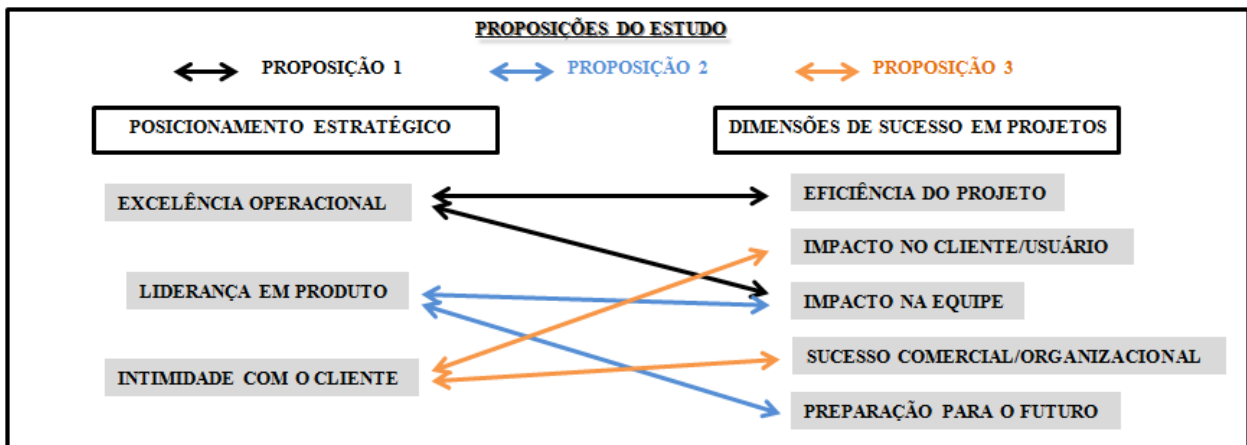 PROPOSIÇÕES DO ESTUDO
PROPOSIÇÃO 1
PROPOSIÇÃO 2
PROPOSIÇÃO 3
POSICIONAMENTO ESTRATÉGICO
DIMENSÕES DE SUCESSO EM PROJETOS
EXCELÊNCIA OPERACIONAL
LIDERANÇA EM PRODUTO
INTIMIDADE COM O CLIENTE
EFICIÊNCIA DO PROJETO
IMPACTO NO CLIENTE/USUÁRIO
IMPACTO NA EQUIPE
SUCESSO COMERCIAL/ORGANIZACIONAL
PREPARAÇÃO PARA O FUTURO